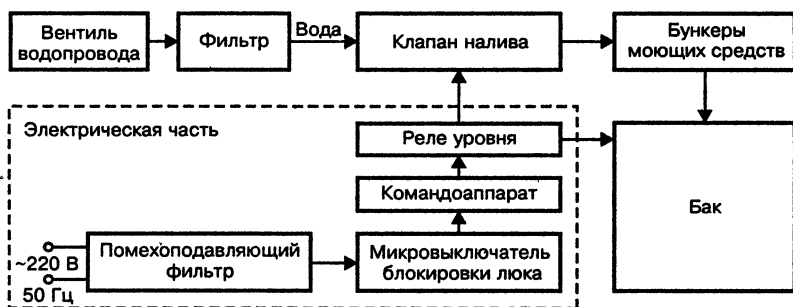 Вентиль
водопровода
Фильтр
Вода
Клапан налива
Бункеры
моющих средств
Электрическая часть
Реле уровня
Командоаппарат
Бак
~220 В
50 Гц
Помехоподавляющий
фильтр
Микровыключатель
блокировки люка